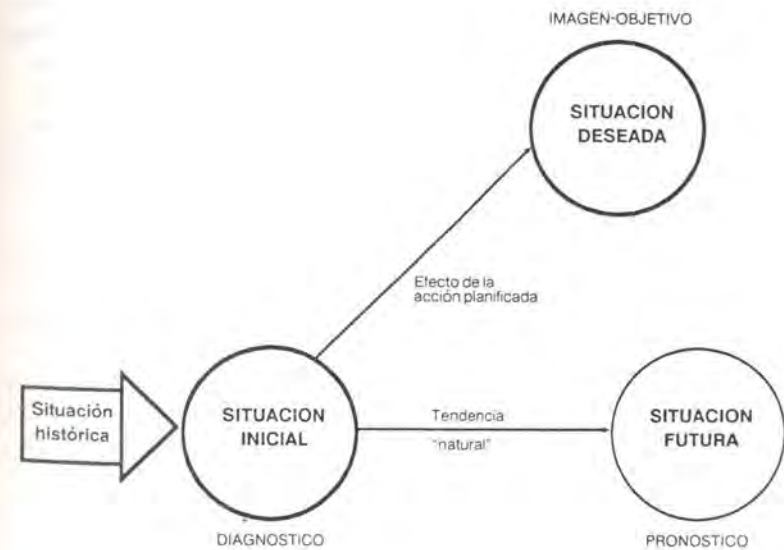 IMAGEN-OBJETIVO
SITUACION
DESEADA
Efecto de la
acción planificada
Situación
histórica
SITUACION
INICIAL
Tendencia
"natural"
SITUACION
FUTURA
DIAGNOSTICO
PRONOSTICO